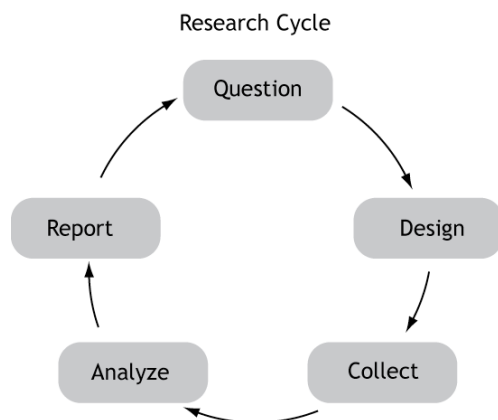 Research Cycle
Question
Design
Collect
Analyze
Report